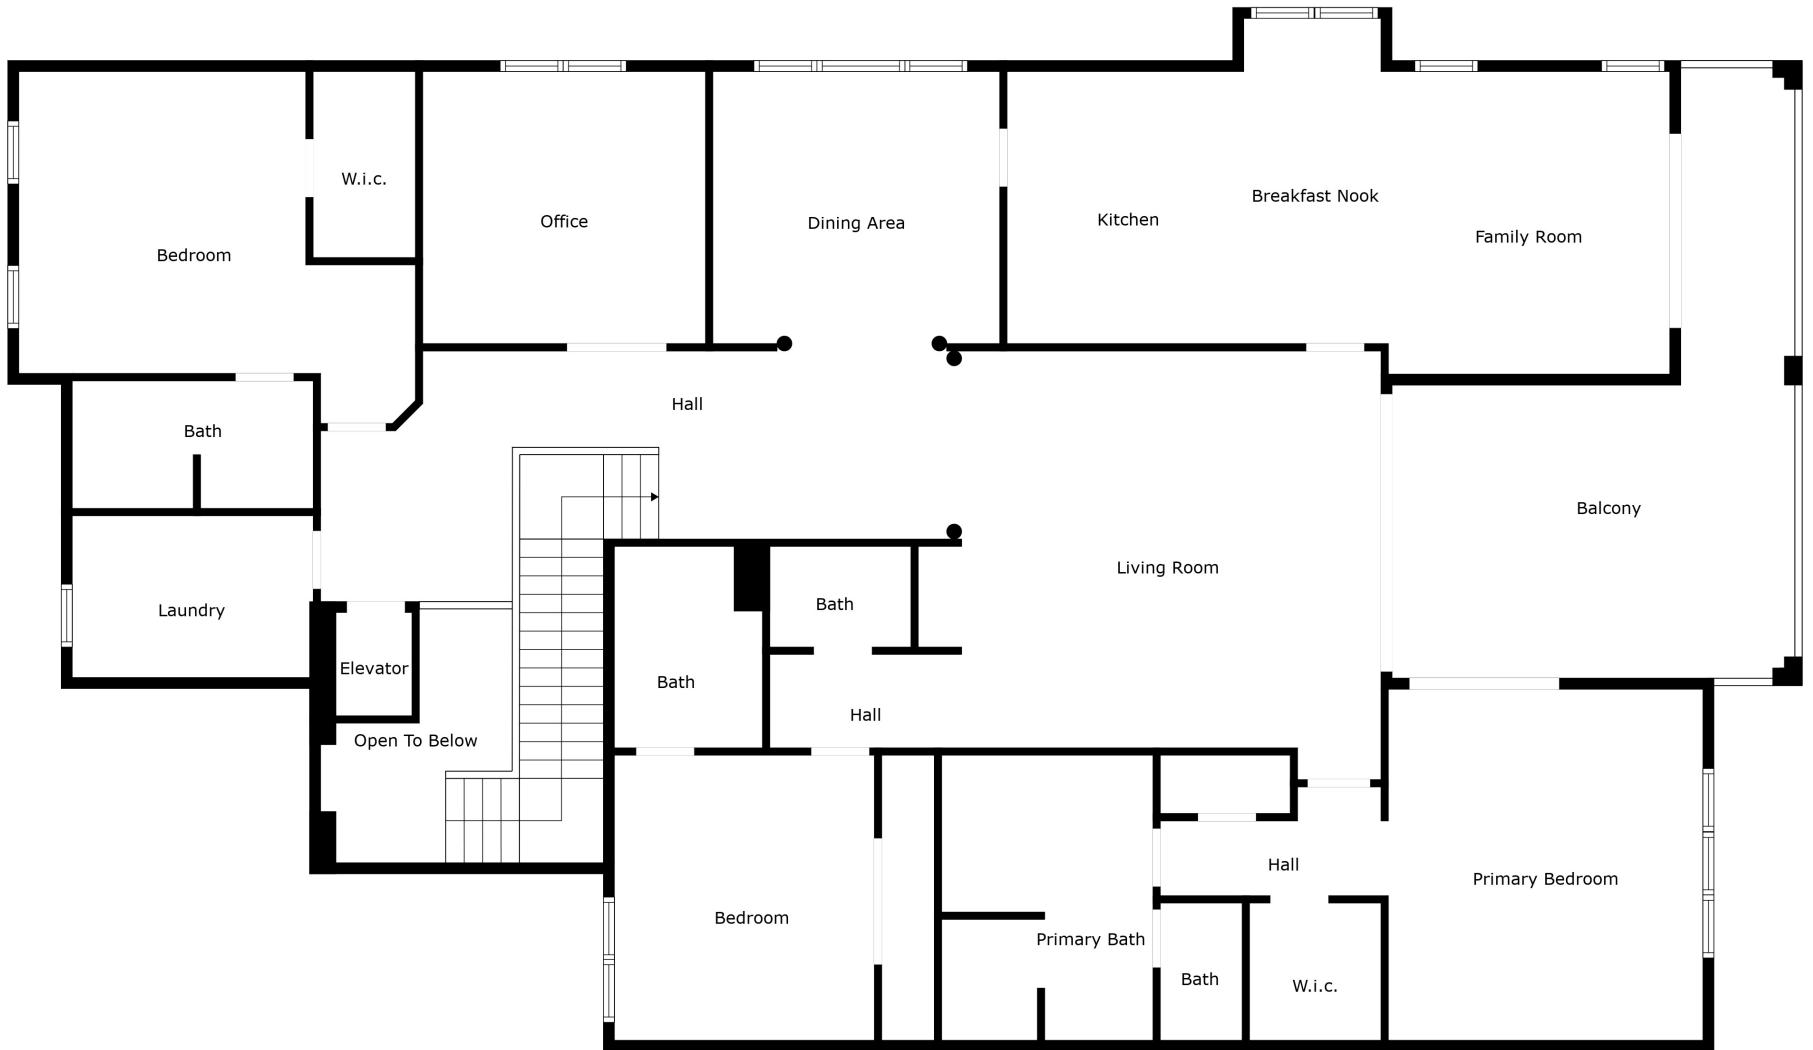 W.i.c.
Breakfast Nook
Kitchen
Office
Dining Area
Family Room
Bedroom
Hall
Bath
Balcony
Living Room
Bath
Laundry
Elevator
Bath
Hall
Open To Below
Hall
Primary Bedroom
Bedroom
Primary Bath
Bath
W.i.c.